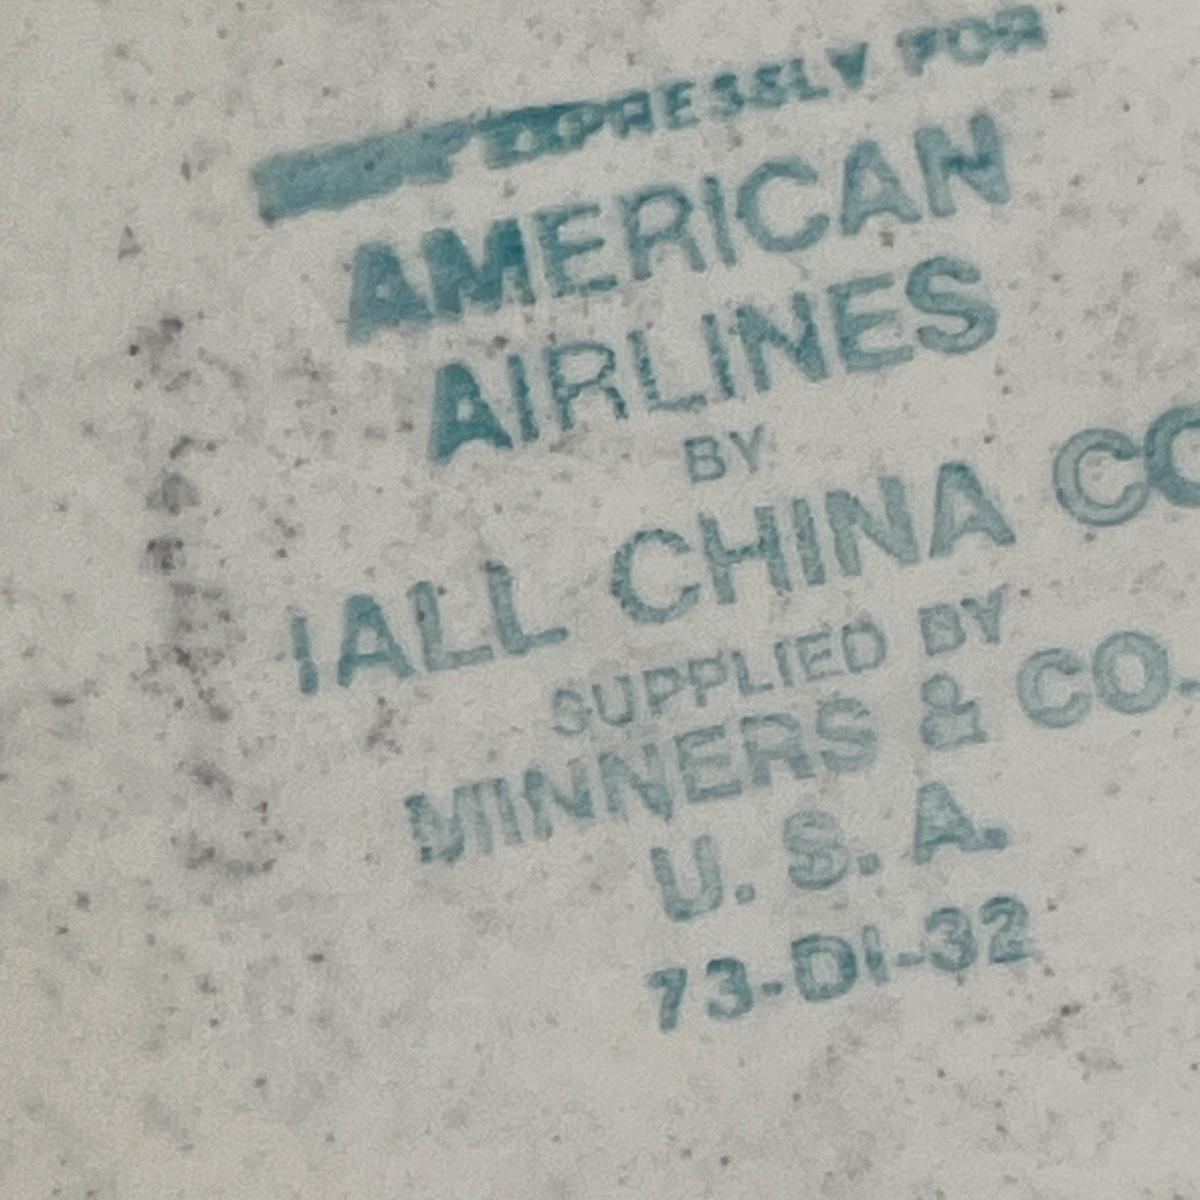 EXPRESSLY FOR
AMERICAN
AIRLINES
BY
IALL CHINA CO
SUPPLIED BY
MINNERS & CO.
U. S. A.
73-DI-32